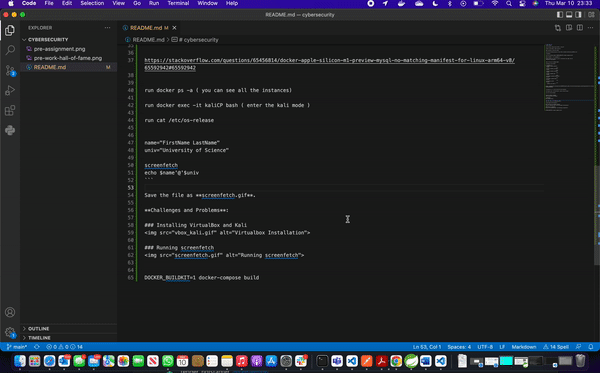 Code File Edit Selection View Go Run Terminal Window Help Thu Mar 10 23:33
README.md — cybersecurity
EXPLORER
CYBERSECURITY
pre-assignment.png
pre-work-hall-of-fame.png
README.md M
README.md M
README.md > # cybersecurity
35
36
37 https://stackoverflow.com/questions/65456814/docker-apple-silicon-m1-preview-mysql-no-matching-manifest-for-linux-arm64-v8/
65592942#65592942
38
39
40 run docker ps -a ( you can see all the instances)
41
42 run docker exec -it kaliCP bash ( enter the kali mode )
43
44 run cat /etc/os-release
45
46
47 name="FirstName LastName"
48 univ="University of Science"
49
50 screenfetch
51 echo $name'@'$univ
52 ```
53
54 Save the file as **screenfetch.gif**.
55
56 **Challenges and Problems**:
57
58 ### Installing VirtualBox and Kali
59 <img src="vbox_kali.gif" alt="Virtualbox Installation">
60
61 ### Running screenfetch
62 <img src="screenfetch.gif" alt="Running screenfetch">
63
64
65 DOCKER_BUILDKIT=1 docker-compose build
OUTLINE
TIMELINE
main* 0 0 14 Ln 53, Col 1 Spaces: 4 UTF-8 LF Markdown 14 Spell